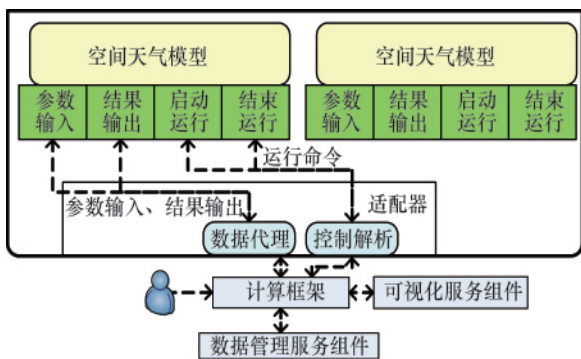 空间天气模型
空间天气模型
参数
输入
结果
输出
启动
运行
结束
运行
参数
输入
结果
输出
启动
运行
结束
运行
运行命令
参数输入、结果输出
适配器
数据代理
控制解析
计算框架
可视化服务组件
数据管理服务组件